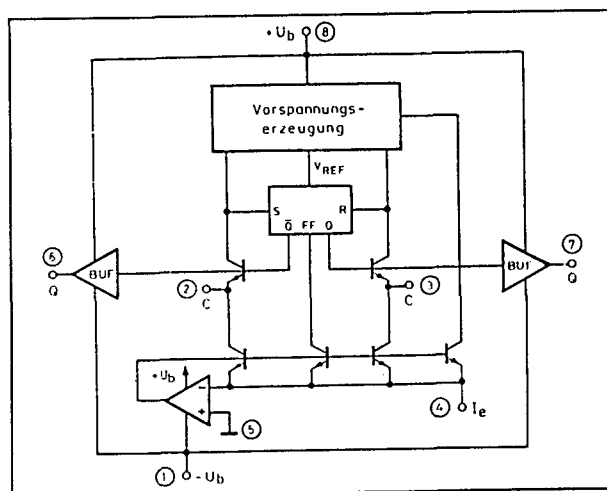 +Ub ⑧
Vorspannungs-
erzeugung
VREF
S R
Q̅ FF Q
⑥ ⑦
BUF BUF
Q Q
② ③
C C
+Ub
-
+
⑤
④ Ie
① -Ub